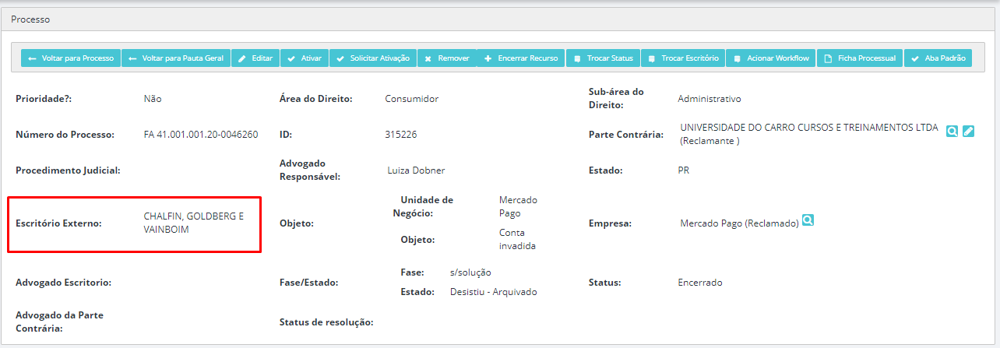 Processo
Voltar para Processo Voltar para Pauta Geral Editar Ativar Solicitar Ativação Remover Encerrar Recurso Trocar Status Trocar Escritório Acionar Workflow Ficha Processual Aba Padrão
Prioridade?: Não Área do Direito: Consumidor Sub-área do
Direito: Administrativo
Número do Processo: FA 41.001.001.20-0046260 ID: 315226 Parte Contrária: UNIVERSIDADE DO CARRO CURSOS E TREINAMENTOS LTDA
(Reclamante )
Procedimento Judicial: Advogado
Responsável: Luiza Dobner Estado: PR
Escritório Externo: CHALFIN, GOLDBERG E
VAINBOIM
Objeto: Unidade de
Negócio: Mercado
Pago
Objeto: Conta
invadida
Empresa: Mercado Pago (Reclamado)
Advogado Escritorio: Fase/Estado: Fase: s/solução
Estado: Desistiu - Arquivado
Status: Encerrado
Advogado da Parte
Contrária: Status de resolução: